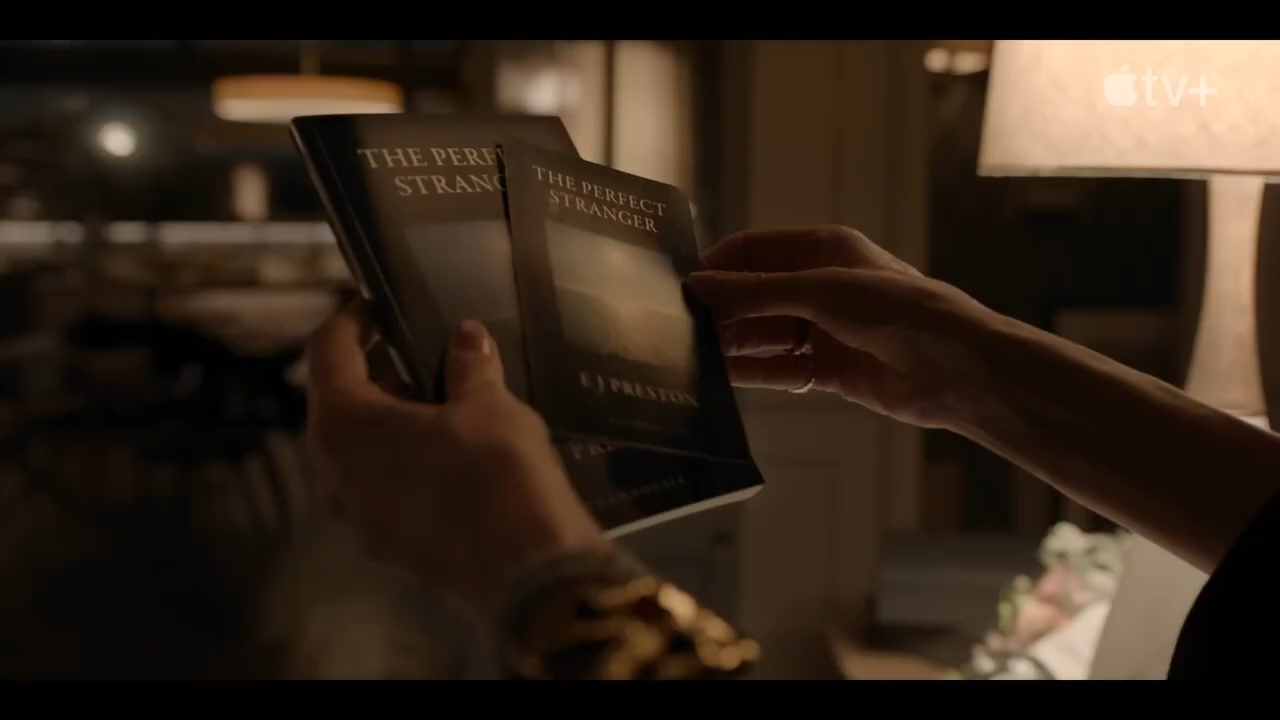 tv+
THE PERF
STRANG
THE PERFECT
STRANGER
E J PRESTON